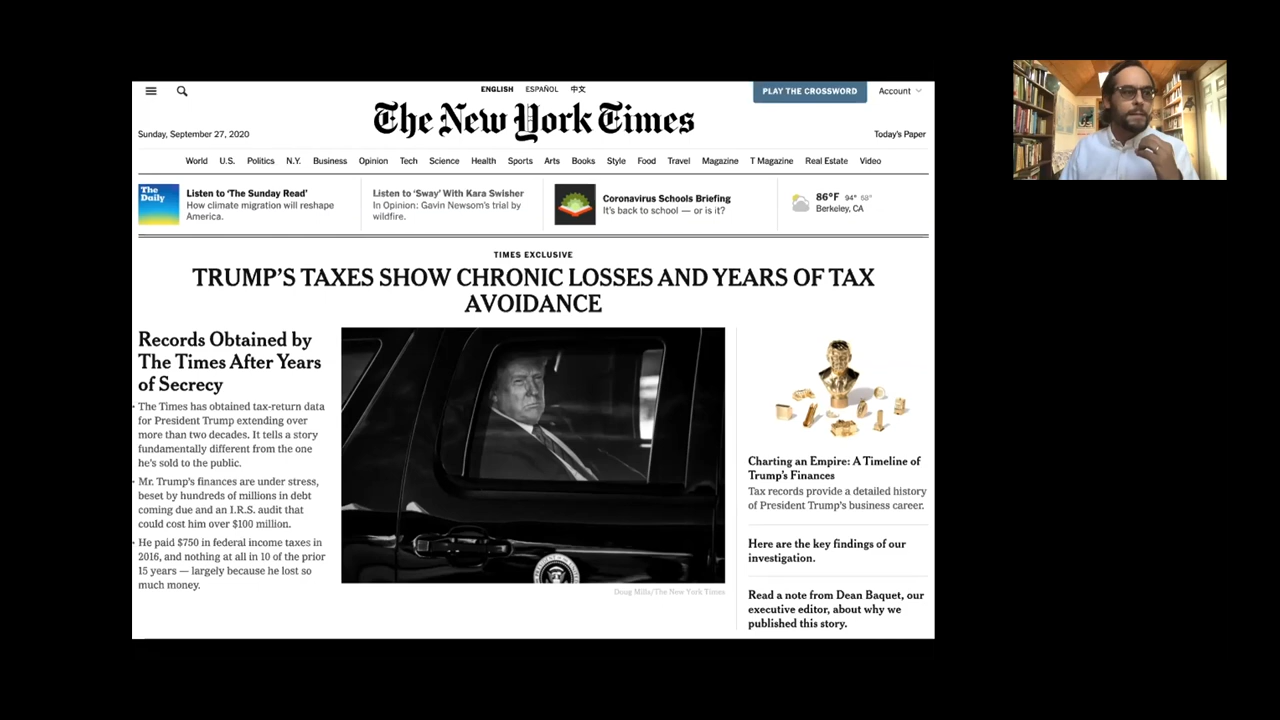 ENGLISH ESPAÑOL 中文
PLAY THE CROSSWORD Account
The New York Times
Sunday, September 27, 2020
Today's Paper
World U.S. Politics N.Y. Business Opinion Tech Science Health Sports Arts Books Style Food Travel Magazine T Magazine Real Estate Video
The
Daily
Listen to ‘The Sunday Read’
How climate migration will reshape
America.
Listen to ‘Sway’ With Kara Swisher
In Opinion: Gavin Newsom's trial by
wildfire.
Coronavirus Schools Briefing
It's back to school — or is it?
86°F 94° 58°
Berkeley, CA
TIMES EXCLUSIVE
TRUMP'S TAXES SHOW CHRONIC LOSSES AND YEARS OF TAX
AVOIDANCE
Records Obtained by
The Times After Years
of Secrecy
• The Times has obtained tax-return data
for President Trump extending over
more than two decades. It tells a story
fundamentally different from the one
he's sold to the public.
• Mr. Trump's finances are under stress,
beset by hundreds of millions in debt
coming due and an I.R.S. audit that
could cost him over $100 million.
• He paid $750 in federal income taxes in
2016, and nothing at all in 10 of the prior
15 years — largely because he lost so
much money.
Doug Mills/The New York Times
Charting an Empire: A Timeline of
Trump's Finances
Tax records provide a detailed history
of President Trump's business career.
Here are the key findings of our
investigation.
Read a note from Dean Baquet, our
executive editor, about why we
published this story.